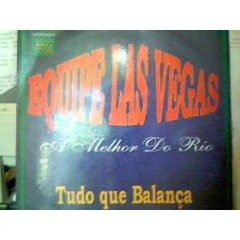 EQUIPE LAS VEGAS
A Melhor Do Rio
Tudo que Balança